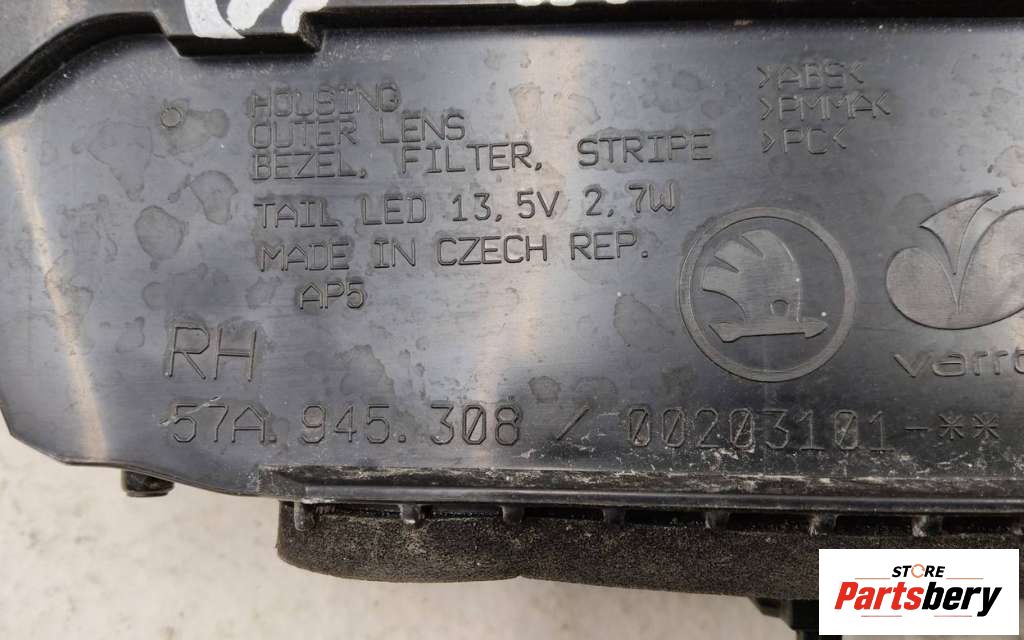 HOUSING >ABS<
OUTER LENS >PMMA<
BEZEL, FILTER, STRIPE >PC<
TAIL LED 13,5V 2,7W
MADE IN CZECH REP.
AP5
RH
varro
57A.945.308 / 00203101-**
STORE
Partsbery